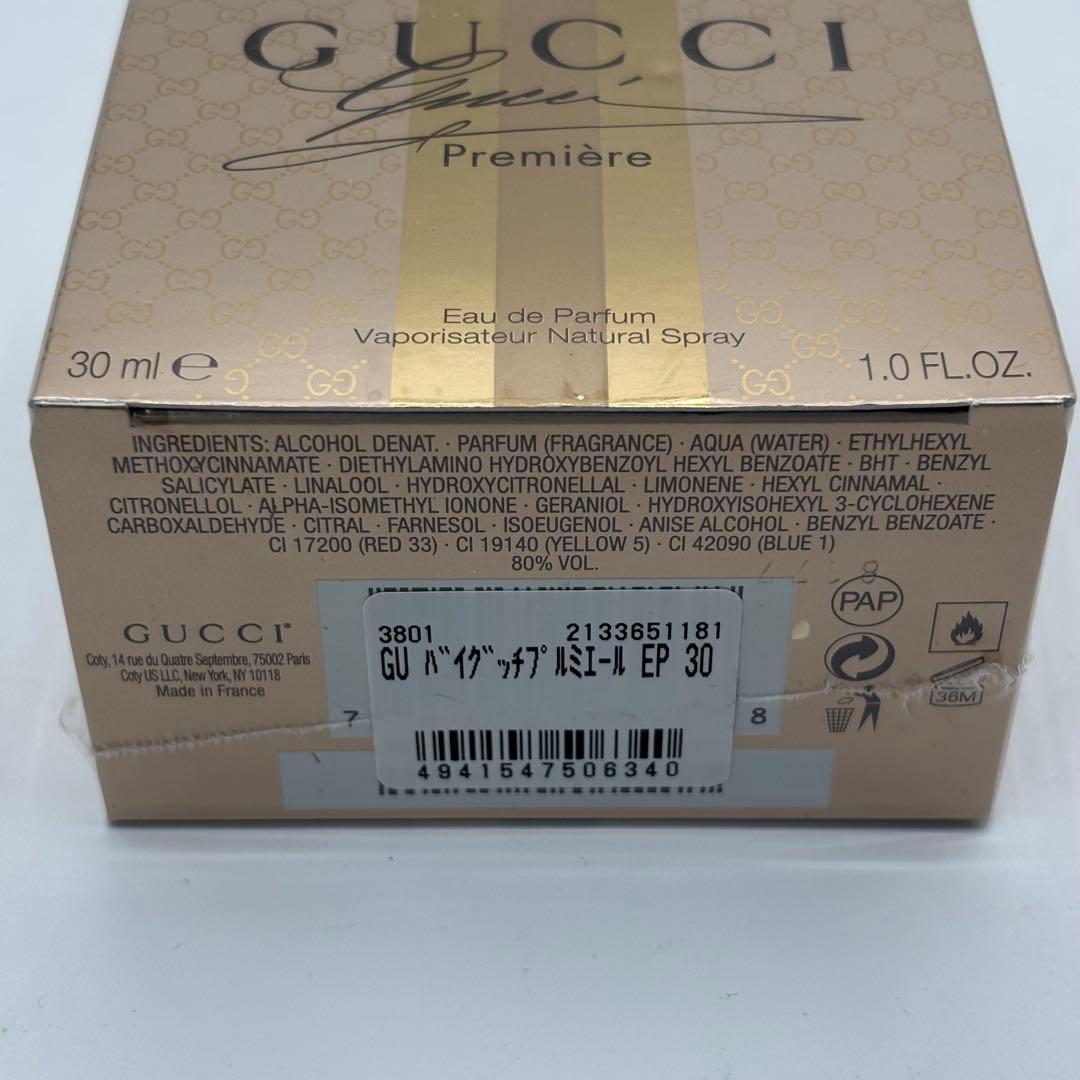 GUCCI
Gucci
Première
Eau de Parfum
Vaporisateur Natural Spray
30 ml ℮
1.0 FL.OZ.
INGREDIENTS: ALCOHOL DENAT. · PARFUM (FRAGRANCE) · AQUA (WATER) · ETHYLHEXYL
METHOXYCINNAMATE · DIETHYLAMINO HYDROXYBENZOYL HEXYL BENZOATE · BHT · BENZYL
SALICYLATE · LINALOOL · HYDROXYCITRONELLAL · LIMONENE · HEXYL CINNAMAL ·
CITRONELLOL · ALPHA-ISOMETHYL IONONE · GERANIOL · HYDROXYISOHEXYL 3-CYCLOHEXENE
CARBOXALDEHYDE · CITRAL · FARNESOL · ISOEUGENOL · ANISE ALCOHOL · BENZYL BENZOATE ·
CI 17200 (RED 33) · CI 19140 (YELLOW 5) · CI 42090 (BLUE 1)
80% VOL.
GUCCI®
Coty, 14 rue du Quatre Septembre, 75002 Paris
Coty US LLC, New York, NY 10118
Made in France
3801 2133651181
GU ﾊﾞｲｸﾞｯﾁﾌﾟﾙﾐｴｰﾙ EP 30
7
8
4941547506340
PAP
36M